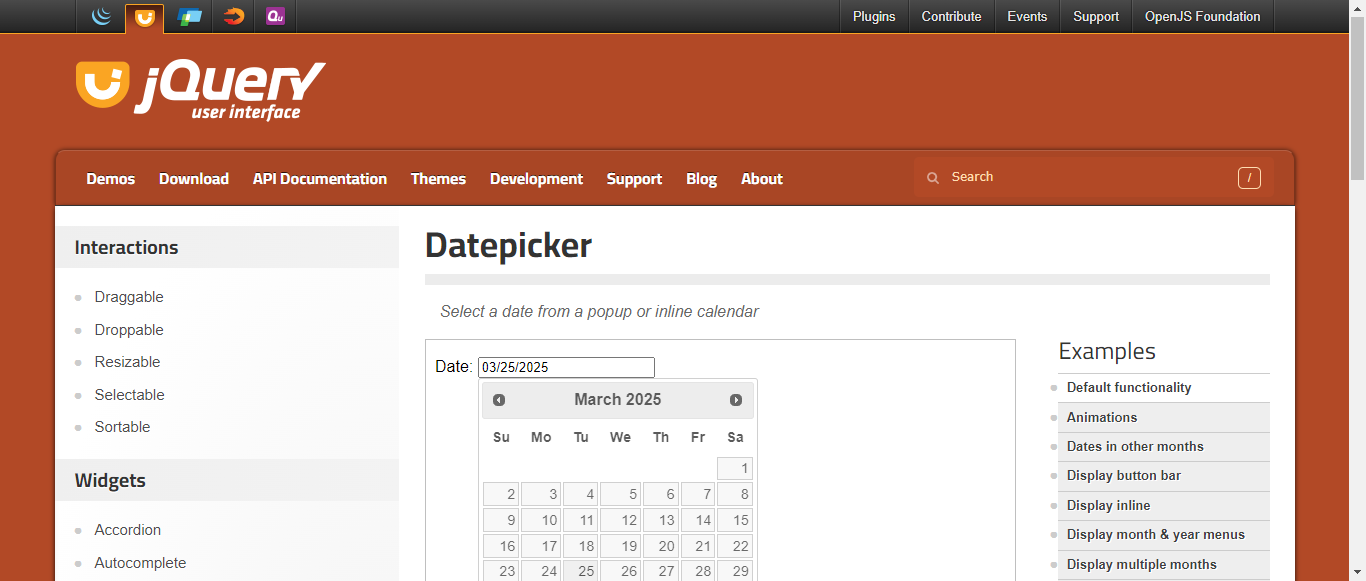 Qu
Plugins Contribute Events Support OpenJS Foundation
jQuery
user interface
Demos Download API Documentation Themes Development Support Blog About Search /
Interactions
Draggable
Droppable
Resizable
Selectable
Sortable
Widgets
Accordion
Autocomplete
Datepicker
Select a date from a popup or inline calendar
Date: 03/25/2025
March 2025
Su Mo Tu We Th Fr Sa
1
2 3 4 5 6 7 8
9 10 11 12 13 14 15
16 17 18 19 20 21 22
23 24 25 26 27 28 29
Examples
Default functionality
Animations
Dates in other months
Display button bar
Display inline
Display month & year menus
Display multiple months